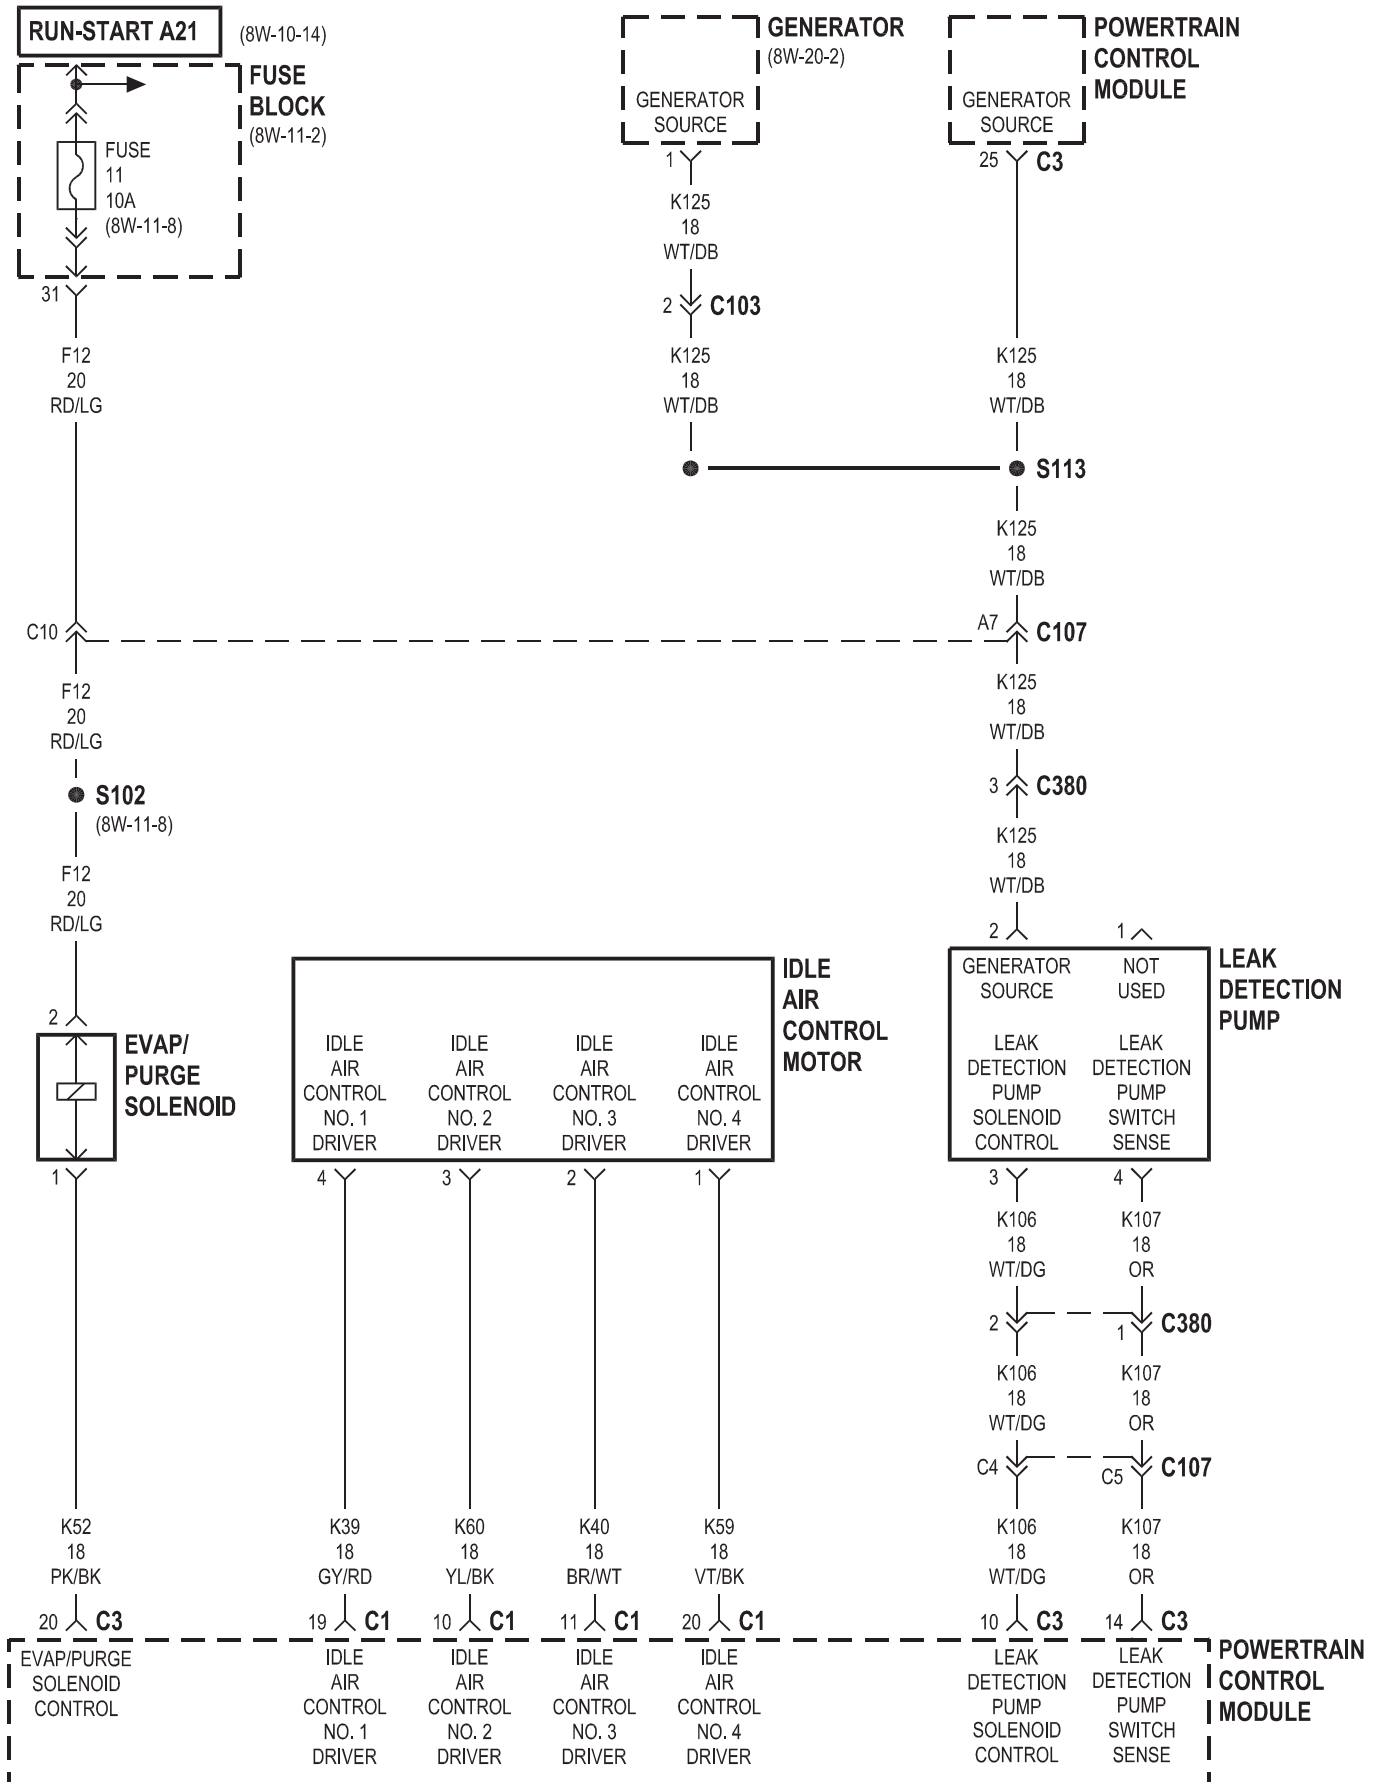 RUN-START A21
(8W-10-14)
FUSE
BLOCK
(8W-11-2)
FUSE
11
10A
(8W-11-8)
31
F12
20
RD/LG
C10
F12
20
RD/LG
S102
(8W-11-8)
F12
20
RD/LG
2
EVAP/
PURGE
SOLENOID
1
K52
18
PK/BK
20 C3
EVAP/PURGE
SOLENOID
CONTROL
GENERATOR
(8W-20-2)
GENERATOR
SOURCE
1
K125
18
WT/DB
2 C103
K125
18
WT/DB
POWERTRAIN
CONTROL
MODULE
GENERATOR
SOURCE
25 C3
K125
18
WT/DB
S113
K125
18
WT/DB
A7 C107
K125
18
WT/DB
3 C380
K125
18
WT/DB
2
1
LEAK
DETECTION
PUMP
GENERATOR
SOURCE
NOT
USED
LEAK
DETECTION
PUMP
SOLENOID
CONTROL
LEAK
DETECTION
PUMP
SWITCH
SENSE
3
4
K106
18
WT/DG
K107
18
OR
2
1 C380
K106
18
WT/DG
K107
18
OR
C4
C5 C107
K106
18
WT/DG
K107
18
OR
10 C3
14 C3
LEAK
DETECTION
PUMP
SOLENOID
CONTROL
LEAK
DETECTION
PUMP
SWITCH
SENSE
POWERTRAIN
CONTROL
MODULE
IDLE
AIR
CONTROL
MOTOR
IDLE
AIR
CONTROL
NO. 1
DRIVER
IDLE
AIR
CONTROL
NO. 2
DRIVER
IDLE
AIR
CONTROL
NO. 3
DRIVER
IDLE
AIR
CONTROL
NO. 4
DRIVER
4
3
2
1
K39
18
GY/RD
K60
18
YL/BK
K40
18
BR/WT
K59
18
VT/BK
19 C1
10 C1
11 C1
20 C1
IDLE
AIR
CONTROL
NO. 1
DRIVER
IDLE
AIR
CONTROL
NO. 2
DRIVER
IDLE
AIR
CONTROL
NO. 3
DRIVER
IDLE
AIR
CONTROL
NO. 4
DRIVER